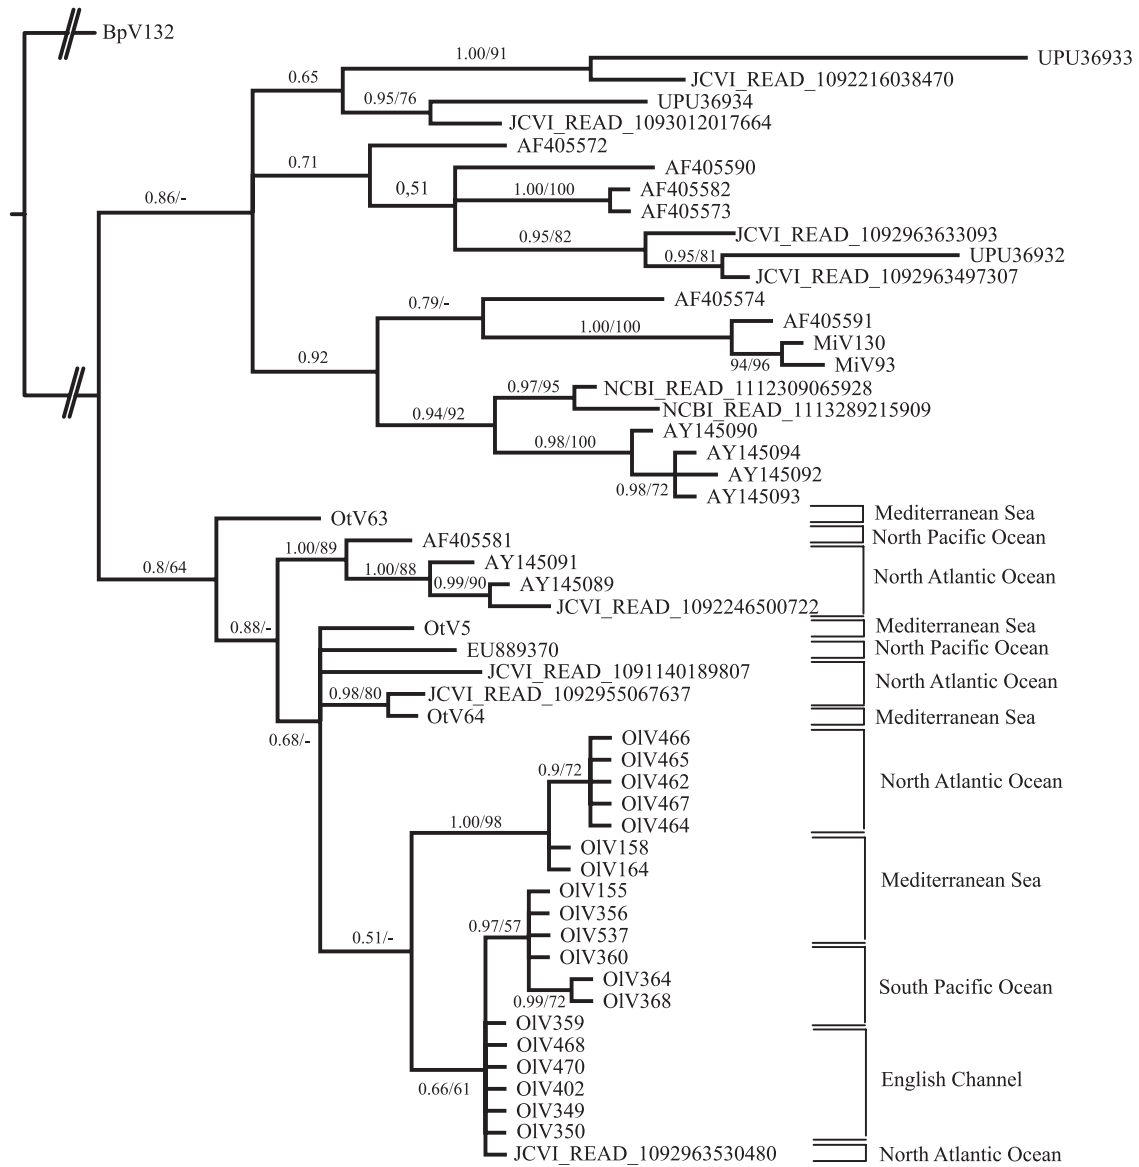 BpV132
1.00/91
UPU36933
0.65
JCVI_READ_1092216038470
0.95/76
UPU36934
JCVI_READ_1093012017664
AF405572
0.71
AF405590
0,51
1.00/100
AF405582
0.86/-
AF405573
JCVI_READ_1092963633093
0.95/82
0.95/81
UPU36932
JCVI_READ_1092963497307
0.79/-
AF405574
1.00/100
AF405591
MiV130
0.92
94/96
MiV93
0.97/95
NCBI_READ_1112309065928
NCBI_READ_1113289215909
0.94/92
AY145090
0.98/100
AY145094
AY145092
0.98/72
AY145093
OtV63
Mediterranean Sea
AF405581
North Pacific Ocean
1.00/89
AY145091
0.8/64
1.00/88
0.99/90
AY145089
North Atlantic Ocean
JCVI_READ_1092246500722
0.88/-
OtV5
Mediterranean Sea
EU889370
North Pacific Ocean
JCVI_READ_1091140189807
North Atlantic Ocean
0.98/80
JCVI_READ_1092955067637
OtV64
Mediterranean Sea
0.68/-
OlV466
OlV465
0.9/72
OlV462
North Atlantic Ocean
OlV467
1.00/98
OlV464
OlV158
OlV164
Mediterranean Sea
OlV155
OlV356
0.97/57
OlV537
0.51/-
OlV360
OlV364
South Pacific Ocean
0.99/72
OlV368
OlV359
OlV468
OlV470
English Channel
0.66/61
OlV402
OlV349
OlV350
JCVI_READ_1092963530480
North Atlantic Ocean